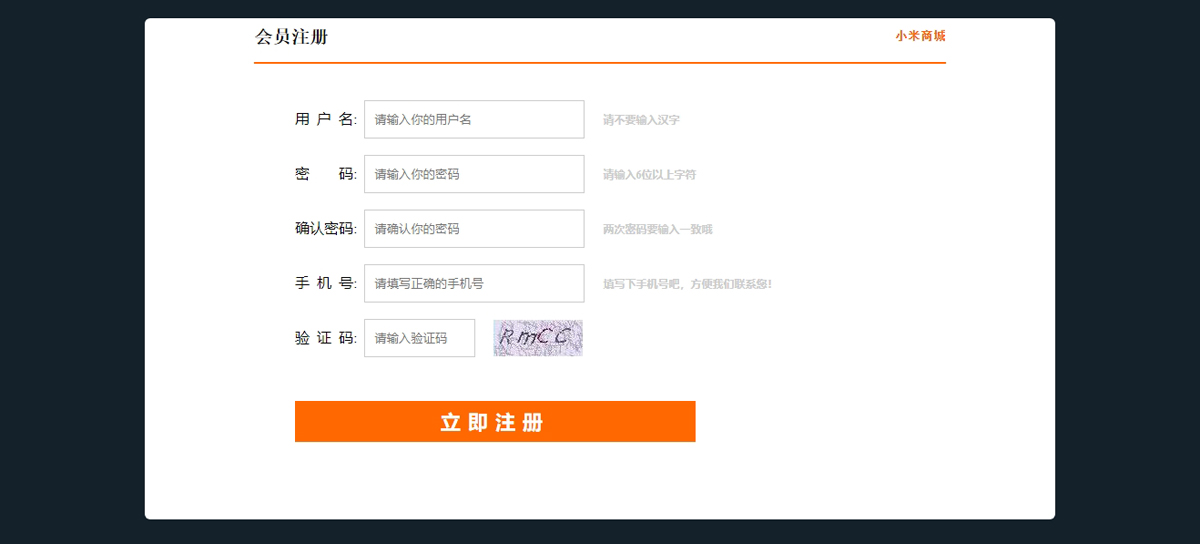 会员注册 小米商城
用 户 名: 请输入你的用户名 请不要输入汉字
密 码: 请输入你的密码 请输入6位以上字符
确认密码: 请确认你的密码 两次密码要输入一致哦
手 机 号: 请填写正确的手机号 填写下手机号吧，方便我们联系您!
验 证 码: 请输入验证码 RmCC
立即注册